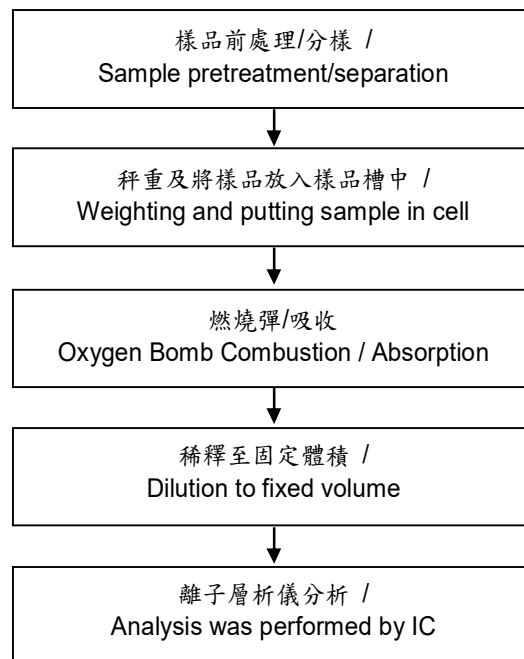 樣品前處理/分樣 /
Sample pretreatment/separation
秤重及將樣品放入樣品槽中 /
Weighting and putting sample in cell
燃燒彈/吸收
Oxygen Bomb Combustion / Absorption
稀釋至固定體積 /
Dilution to fixed volume
離子層析儀分析 /
Analysis was performed by IC